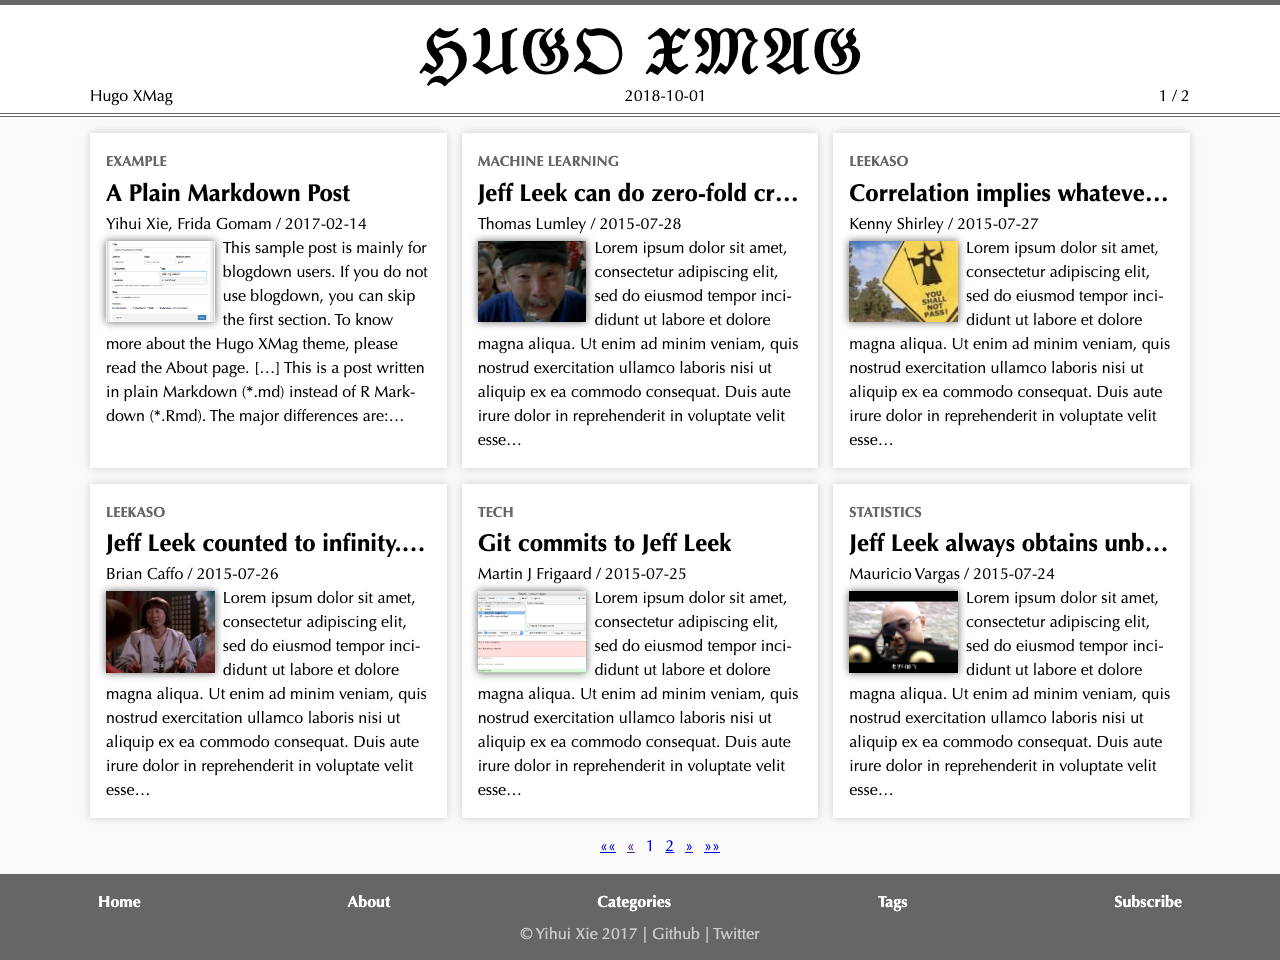 HUGO XMAG
Hugo XMag 2018-10-01 1 / 2
EXAMPLE
A Plain Markdown Post
Yihui Xie, Frida Gomam / 2017-02-14
This sample post is mainly for
blogdown users. If you do not
use blogdown, you can skip
the first section. To know
more about the Hugo XMag theme, please
read the About page. […] This is a post written
in plain Markdown (*.md) instead of R Mark-
down (*.Rmd). The major differences are:…
MACHINE LEARNING
Jeff Leek can do zero-fold cr…
Thomas Lumley / 2015-07-28
Lorem ipsum dolor sit amet,
consectetur adipiscing elit,
sed do eiusmod tempor inci-
didunt ut labore et dolore
magna aliqua. Ut enim ad minim veniam, quis
nostrud exercitation ullamco laboris nisi ut
aliquip ex ea commodo consequat. Duis aute
irure dolor in reprehenderit in voluptate velit
esse…
LEEKASO
Correlation implies whateve…
Kenny Shirley / 2015-07-27
YOU
SHALL
NOT
PASS!
Lorem ipsum dolor sit amet,
consectetur adipiscing elit,
sed do eiusmod tempor inci-
didunt ut labore et dolore
magna aliqua. Ut enim ad minim veniam, quis
nostrud exercitation ullamco laboris nisi ut
aliquip ex ea commodo consequat. Duis aute
irure dolor in reprehenderit in voluptate velit
esse…
LEEKASO
Jeff Leek counted to infinity.…
Brian Caffo / 2015-07-26
Lorem ipsum dolor sit amet,
consectetur adipiscing elit,
sed do eiusmod tempor inci-
didunt ut labore et dolore
magna aliqua. Ut enim ad minim veniam, quis
nostrud exercitation ullamco laboris nisi ut
aliquip ex ea commodo consequat. Duis aute
irure dolor in reprehenderit in voluptate velit
esse…
TECH
Git commits to Jeff Leek
Martin J Frigaard / 2015-07-25
Lorem ipsum dolor sit amet,
consectetur adipiscing elit,
sed do eiusmod tempor inci-
didunt ut labore et dolore
magna aliqua. Ut enim ad minim veniam, quis
nostrud exercitation ullamco laboris nisi ut
aliquip ex ea commodo consequat. Duis aute
irure dolor in reprehenderit in voluptate velit
esse…
STATISTICS
Jeff Leek always obtains unb…
Mauricio Vargas / 2015-07-24
Lorem ipsum dolor sit amet,
consectetur adipiscing elit,
sed do eiusmod tempor inci-
didunt ut labore et dolore
magna aliqua. Ut enim ad minim veniam, quis
nostrud exercitation ullamco laboris nisi ut
aliquip ex ea commodo consequat. Duis aute
irure dolor in reprehenderit in voluptate velit
esse…
«« « 1 2 » »»
Home About Categories Tags Subscribe
© Yihui Xie 2017 | Github | Twitter